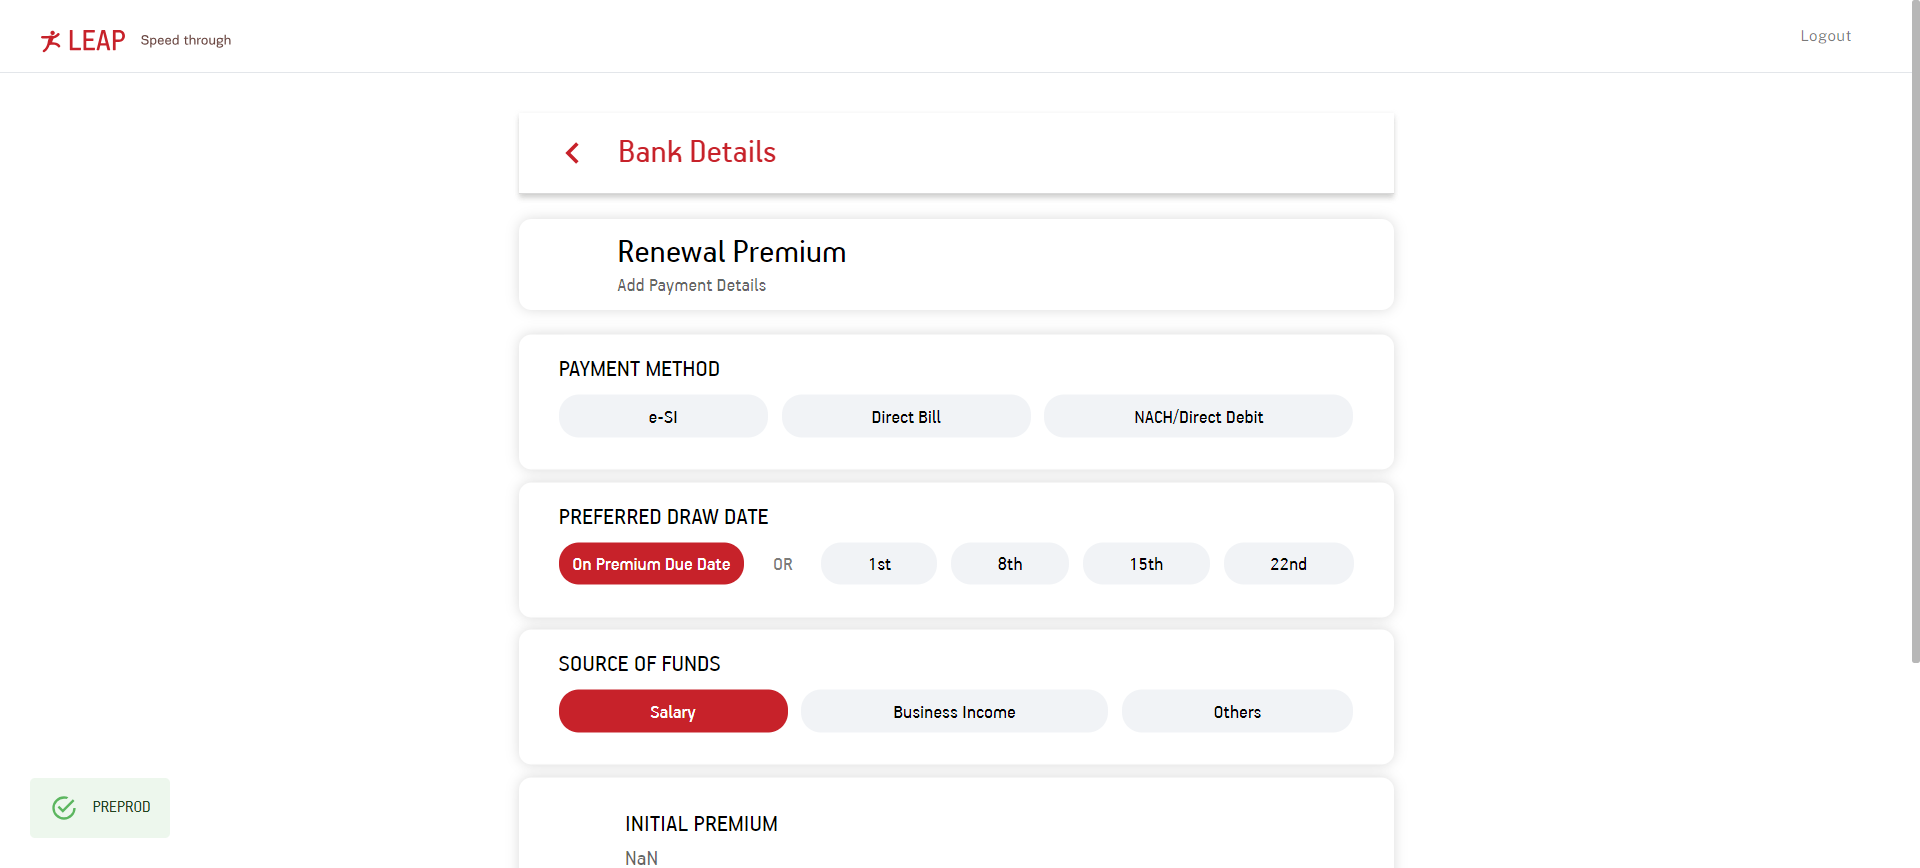 LEAP Speed through
Logout
Bank Details
Renewal Premium
Add Payment Details
PAYMENT METHOD
e-SI Direct Bill NACH/Direct Debit
PREFERRED DRAW DATE
On Premium Due Date OR 1st 8th 15th 22nd
SOURCE OF FUNDS
Salary Business Income Others
PREPROD
INITIAL PREMIUM
NaN